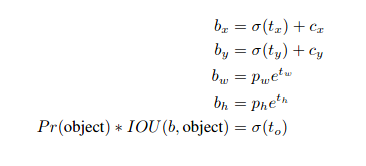 b_x = σ(t_x) + c_x
b_y = σ(t_y) + c_y
b_w = p_w e^{t_w}
b_h = p_h e^{t_h}
Pr(object) ∗ IOU(b, object) = σ(t_o)